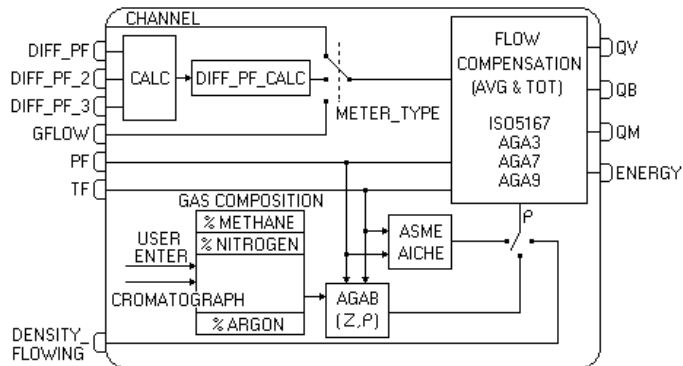 CHANNEL
DIFF_PF
DIFF_PF_2
DIFF_PF_3
GFLOW
PF
TF
CALC
DIFF_PF_CALC
METER_TYPE
FLOW
COMPENSATION
(AVG & TOT)
ISO5167
AGA3
AGA7
AGA9
QV
QB
QM
ENERGY
GAS COMPOSITION
% METHANE
% NITROGEN
USER
ENTER
CROMATOGRAPH
% ARGON
ASME
AICHE
AGAB
(Z,ρ)
ρ
DENSITY_
FLOWING